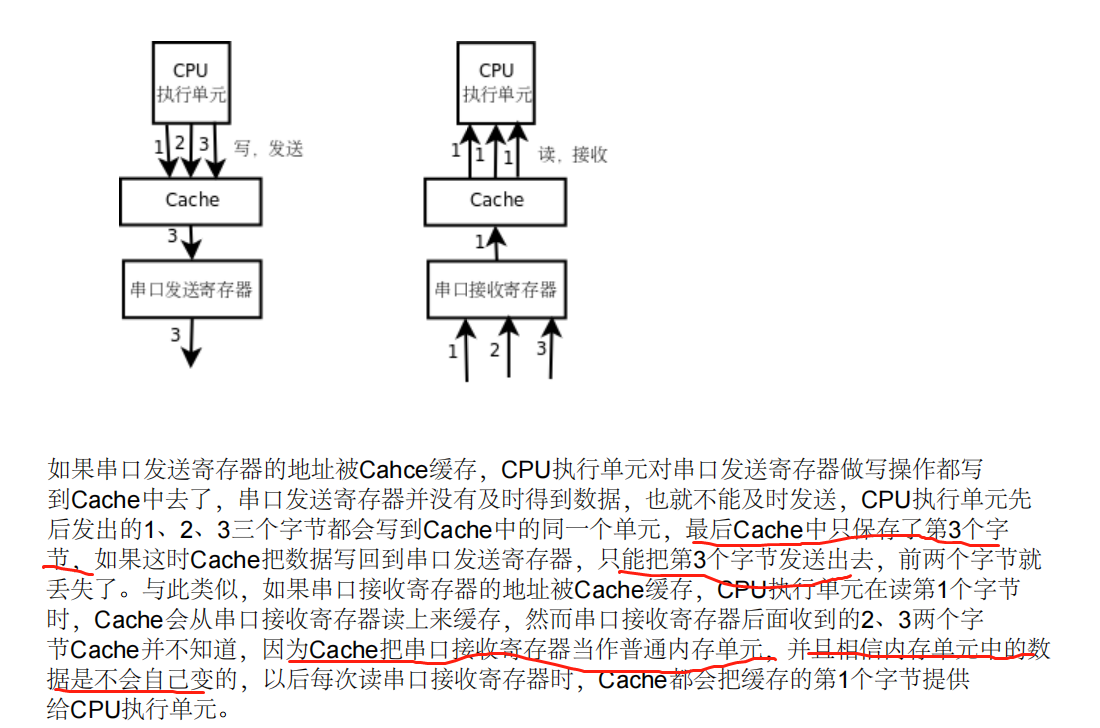 CPU
执行单元
1 2 3 写，发送
Cache
3
串口发送寄存器
3
CPU
执行单元
1 1 1 读，接收
Cache
1
串口接收寄存器
1 2 3
如果串口发送寄存器的地址被Cahce缓存，CPU执行单元对串口发送寄存器做写操作都写
到Cache中去了，串口发送寄存器并没有及时得到数据，也就不能及时发送，CPU执行单元先
后发出的1、2、3三个字节都会写到Cache中的同一个单元，最后Cache中只保存了第3个字
节，如果这时Cache把数据写回到串口发送寄存器，只能把第3个字节发送出去，前两个字节就
丢失了。与此类似，如果串口接收寄存器的地址被Cache缓存，CPU执行单元在读第1个字节
时，Cache会从串口接收寄存器读上来缓存，然而串口接收寄存器后面收到的2、3两个字
节Cache并不知道，因为Cache把串口接收寄存器当作普通内存单元，并且相信内存单元中的数
据是不会自己变的，以后每次读串口接收寄存器时，Cache都会把缓存的第1个字节提供
给CPU执行单元。